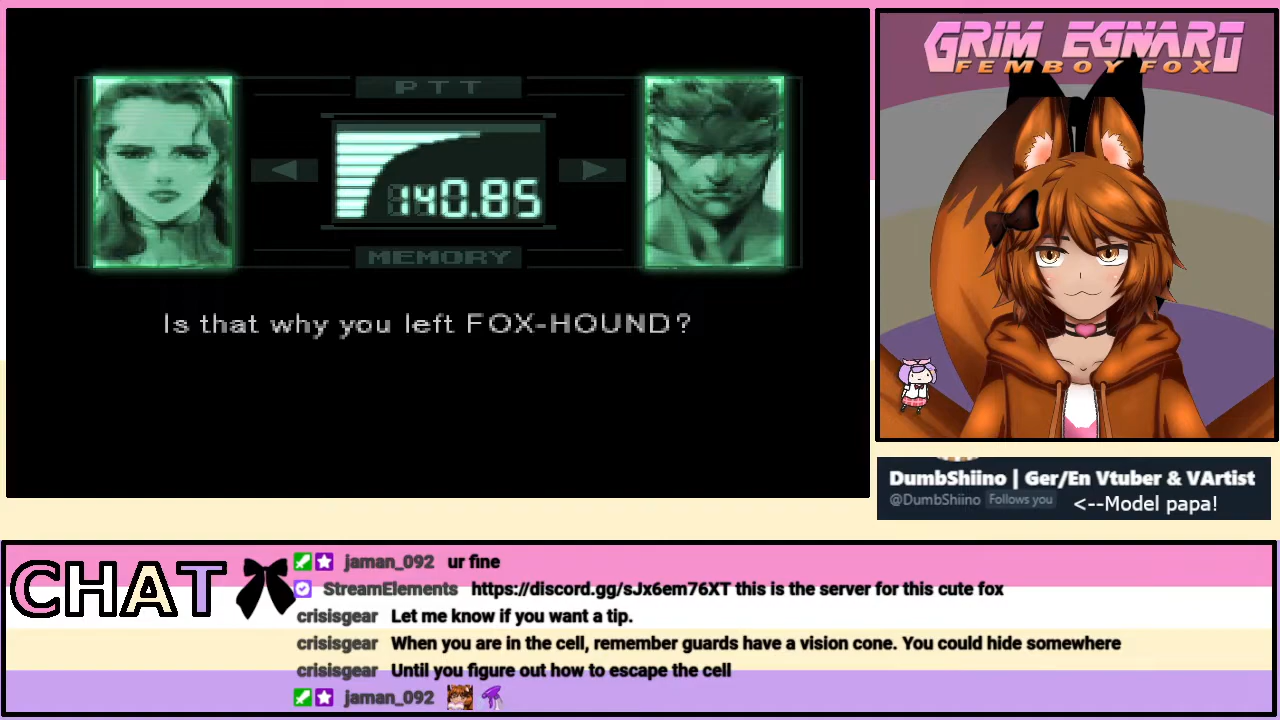 PTT
140.85
MEMORY
Is that why you left FOX-HOUND?
GRIM EGNART
FEMBOY FOX
DumbShiino | Ger/En Vtuber & VArtist
@DumbShiino Follows you <--Model papa!
CHAT
jaman_092 ur fine
StreamElements https://discord.gg/sJx6em76XT this is the server for this cute fox
crisisgear Let me know if you want a tip.
crisisgear When you are in the cell, remember guards have a vision cone. You could hide somewhere
crisisgear Until you figure out how to escape the cell
jaman_092